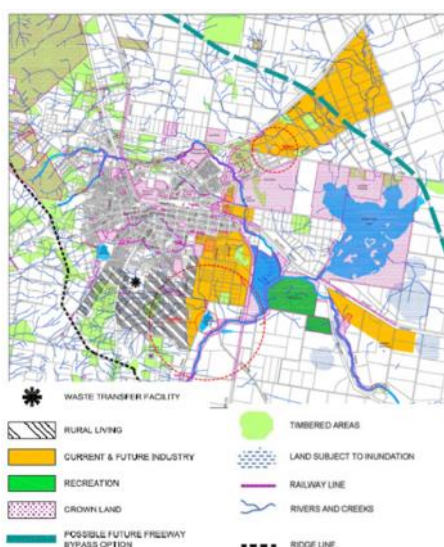 WASTE TRANSFER FACILITY
RURAL LIVING
CURRENT & FUTURE INDUSTRY
RECREATION
CROWN LAND
POSSIBLE FUTURE FREEWAY
BYPASS OPTION
TIMBERED AREAS
LAND SUBJECT TO INUNDATION
RAILWAY LINE
RIVERS AND CREEKS
RIDGE LINE